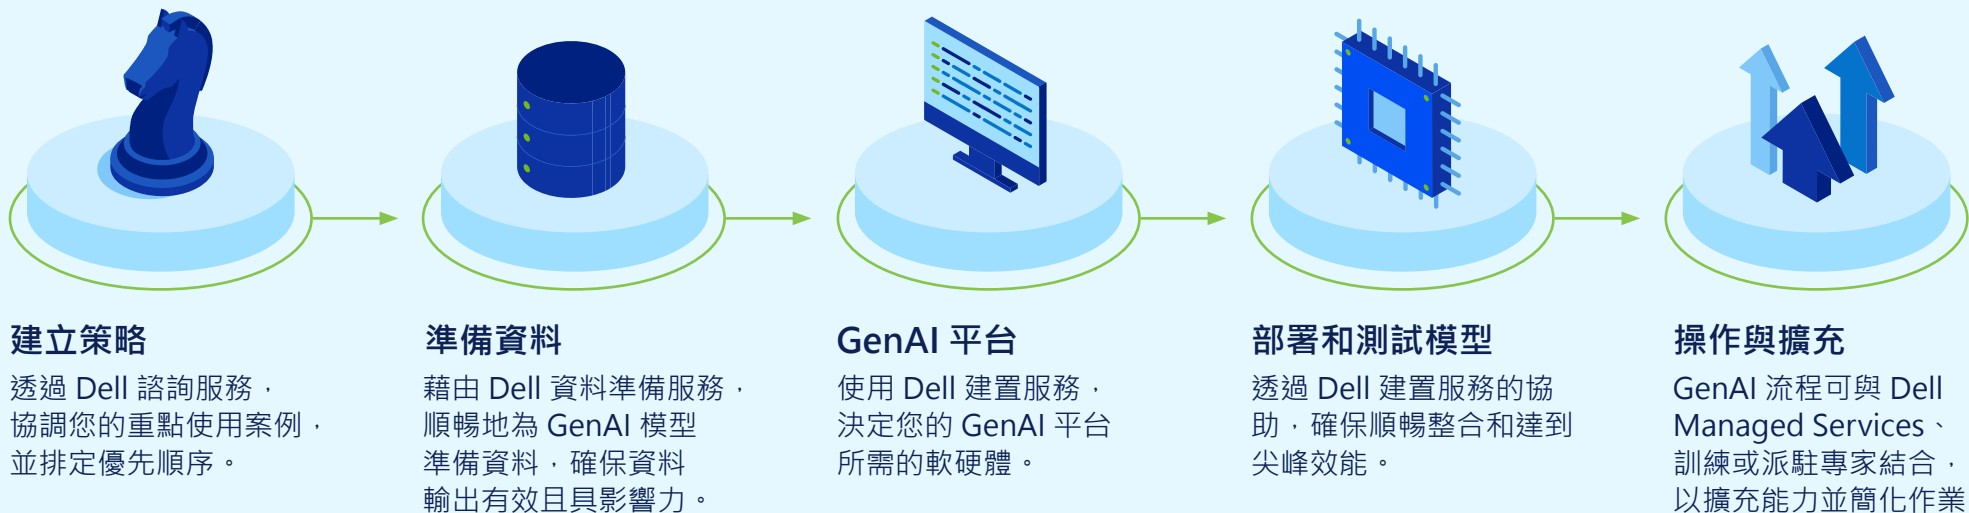 建立策略
透過 Dell 諮詢服務，
協調您的重點使用案例，
並排定優先順序。
準備資料
藉由 Dell 資料準備服務，
順暢地為 GenAI 模型
準備資料，確保資料
輸出有效且具影響力。
GenAI 平台
使用 Dell 建置服務，
決定您的 GenAI 平台
所需的軟硬體。
部署和測試模型
透過 Dell 建置服務的協
助，確保順暢整合和達到
尖峰效能。
操作與擴充
GenAI 流程可與 Dell
Managed Services、
訓練或派駐專家結合，
以擴充能力並簡化作業